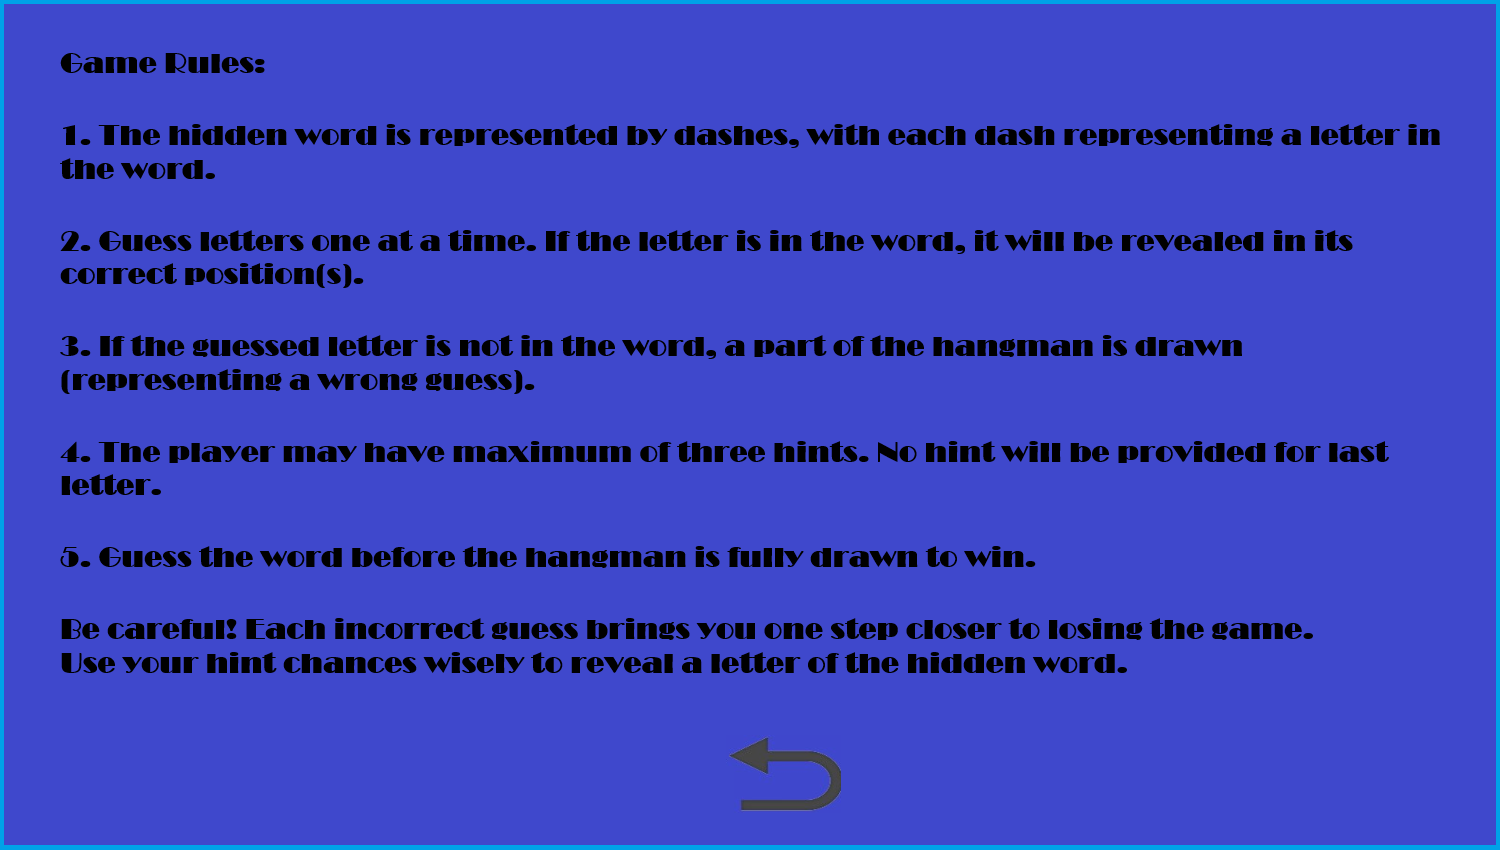 Game Rules:
1. The hidden word is represented by dashes, with each dash representing a letter in
the word.
2. Guess letters one at a time. If the letter is in the word, it will be revealed in its
correct position(s).
3. If the guessed letter is not in the word, a part of the hangman is drawn
(representing a wrong guess).
4. The player may have maximum of three hints. No hint will be provided for last
letter.
5. Guess the word before the hangman is fully drawn to win.
Be careful! Each incorrect guess brings you one step closer to losing the game.
Use your hint chances wisely to reveal a letter of the hidden word.